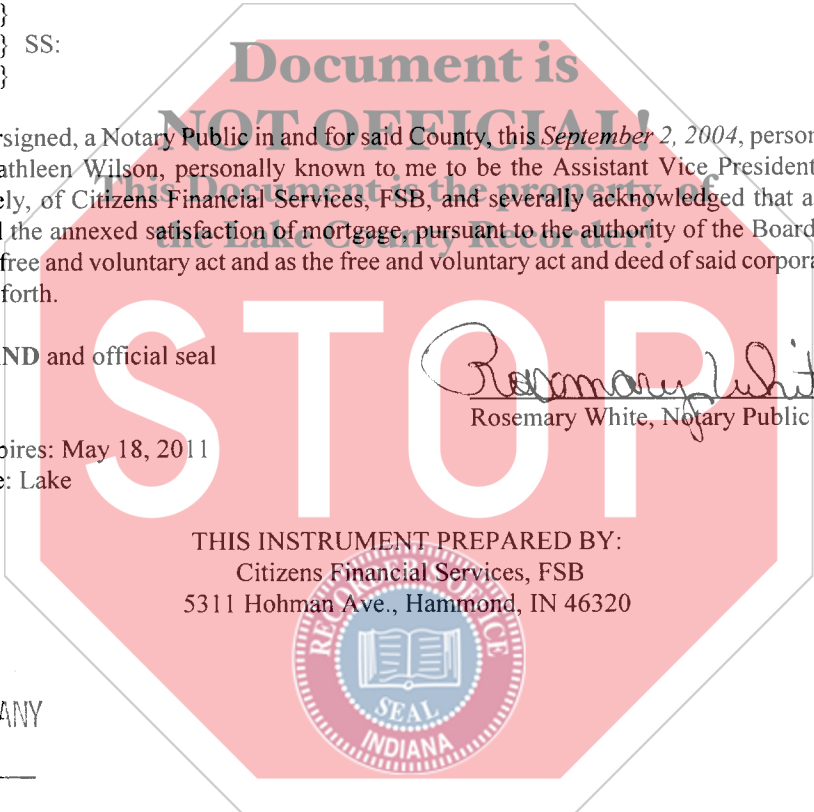 }
} SS:
}
Document is
NOT OFFICIAL!
This Document is the property of
the Lake County Recorder!
rsigned, a Notary Public in and for said County, this September 2, 2004, person
athleen Wilson, personally known to me to be the Assistant Vice President
ely, of Citizens Financial Services, FSB, and severally acknowledged that a
l the annexed satisfaction of mortgage, pursuant to the authority of the Board
free and voluntary act and as the free and voluntary act and deed of said corpora
forth.
STOP
ND and official seal
Rosemary Whit
Rosemary White, Notary Public
pires: May 18, 2011
e: Lake
THIS INSTRUMENT PREPARED BY:
Citizens Financial Services, FSB
5311 Hohman Ave., Hammond, IN 46320
RECORDER'S OFFICE
SEAL
INDIANA
ANY